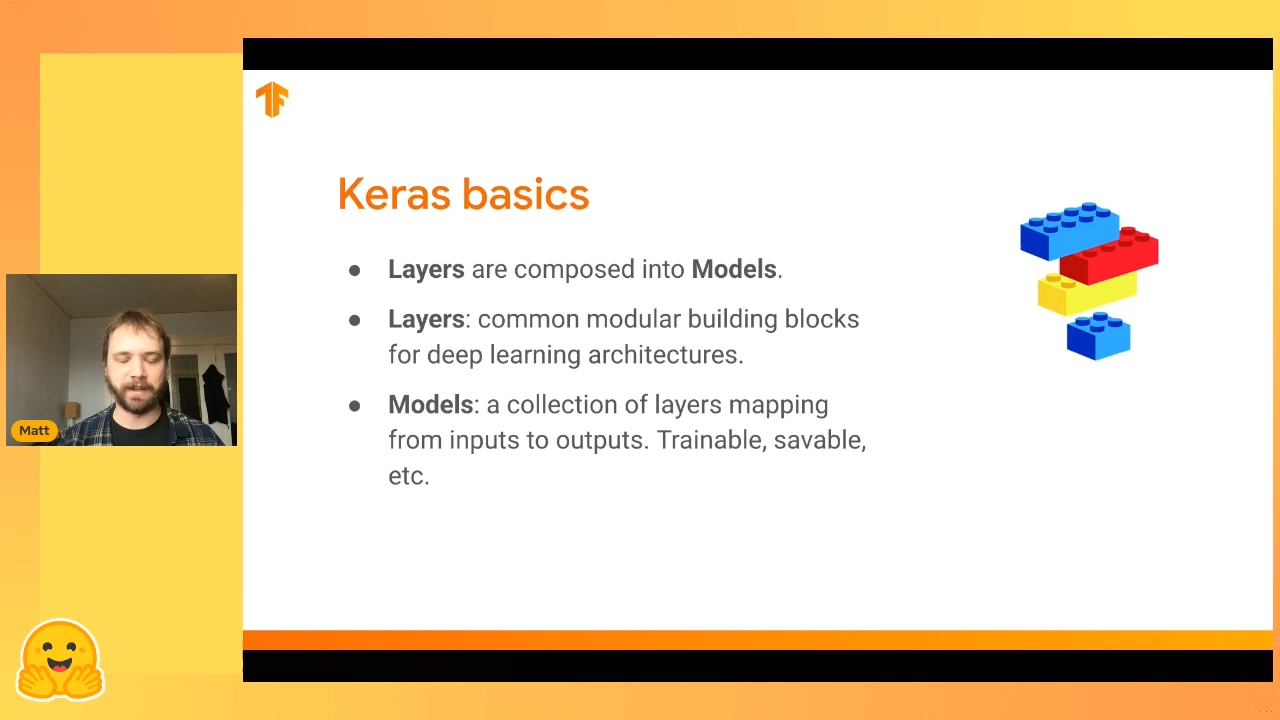 Keras basics
● Layers are composed into Models.
● Layers: common modular building blocks
for deep learning architectures.
● Models: a collection of layers mapping
from inputs to outputs. Trainable, savable,
etc.
Matt